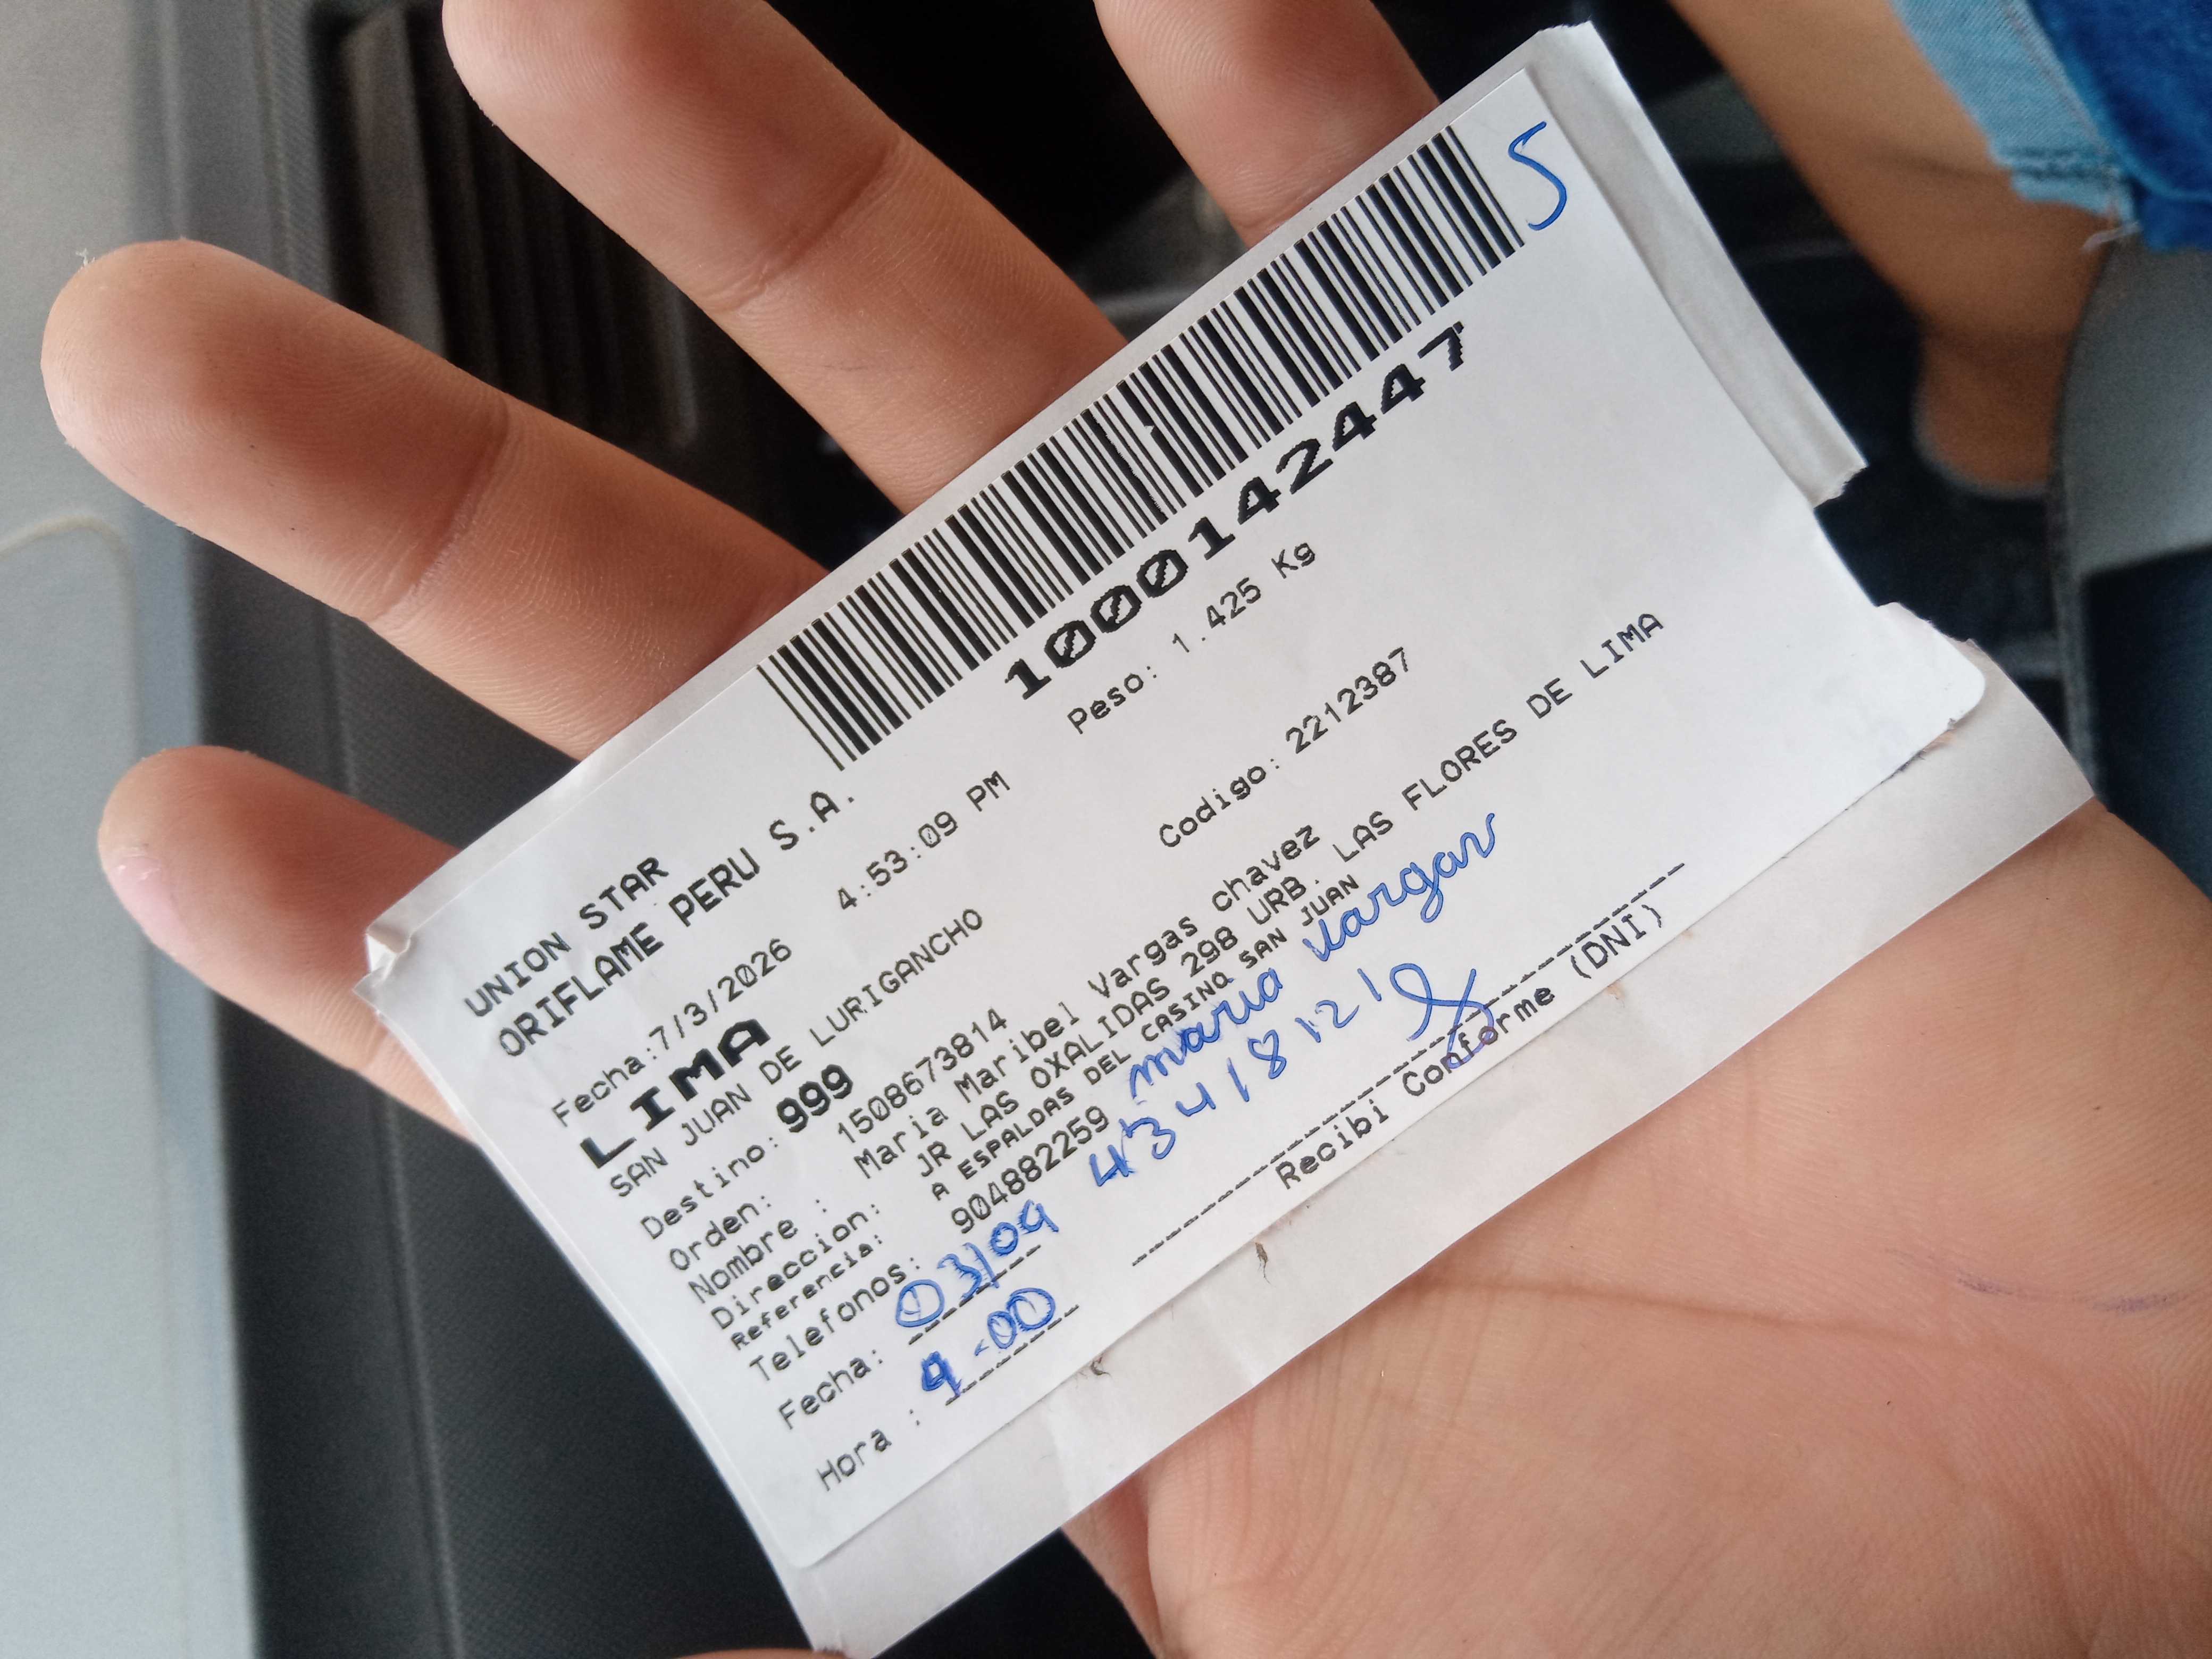 S
100014244​7
UNION STAR
ORIFLAME PERU S.A.
Fecha:7/3/2026 4:53:09 PM
Peso: 1.425 Kg
LIMA
SAN JUAN DE LURIGANCHO
Destino: 999
Codigo: 2212387
Orden: 1508673814
Nombre : Maria Maribel Vargas chavez
Direccion: JR LAS OXALIDAS 298 URB. LAS FLORES DE LIMA
Referencia: A ESPALDAS DEL CASINO SAN JUAN
Telefonos: 904882259
maria Vargas
43418121
Fecha: 03/09
Hora : 9-00
Recibi Conforme (DNI)